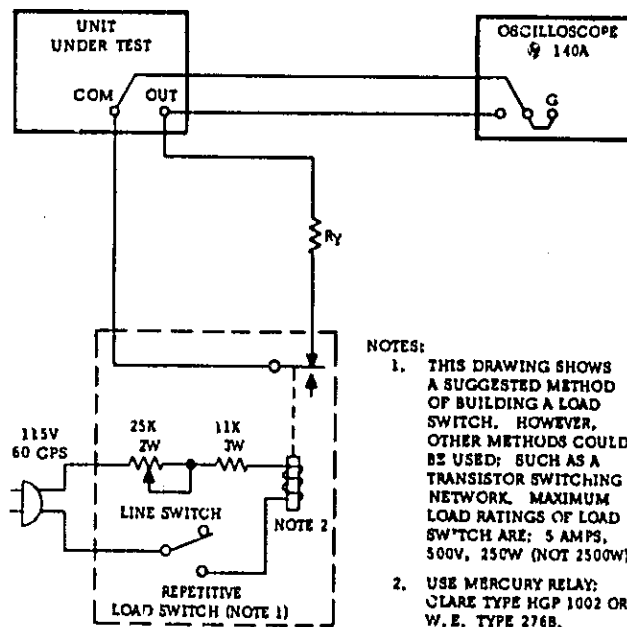 UNIT
UNDER TEST
COM
OUT
OSCILLOSCOPE
140A
G
Ry
115V
60 CPS
25K
2W
11K
3W
LINE SWITCH
NOTE 2
REPETITIVE
LOAD SWITCH (NOTE 1)
NOTES:
1. THIS DRAWING SHOWS
A SUGGESTED METHOD
OF BUILDING A LOAD
SWITCH. HOWEVER,
OTHER METHODS COULD
BE USED; SUCH AS A
TRANSISTOR SWITCHING
NETWORK. MAXIMUM
LOAD RATINGS OF LOAD
SWITCH ARE: 5 AMPS,
500V, 250W (NOT 2500W)
2. USE MERCURY RELAY:
CLARE TYPE HGP 1002 OR
W.E. TYPE 276B.